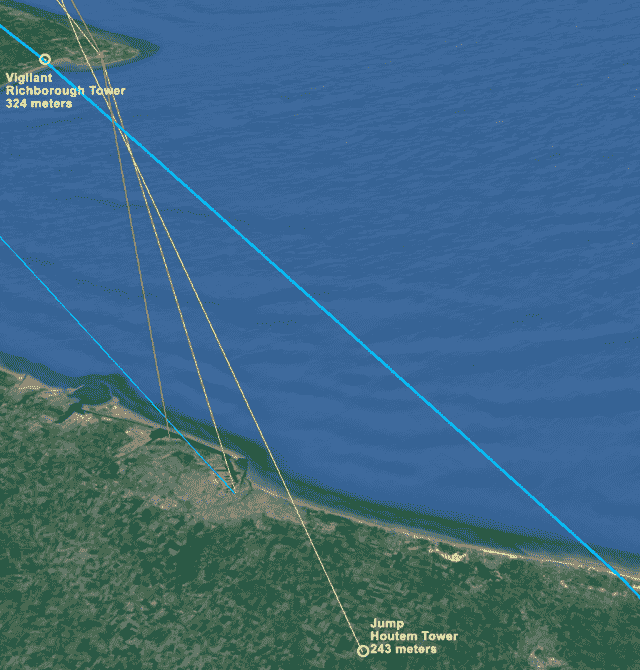 Vigilant
Richborough Tower
324 meters
Jump
Houtem Tower
243 meters